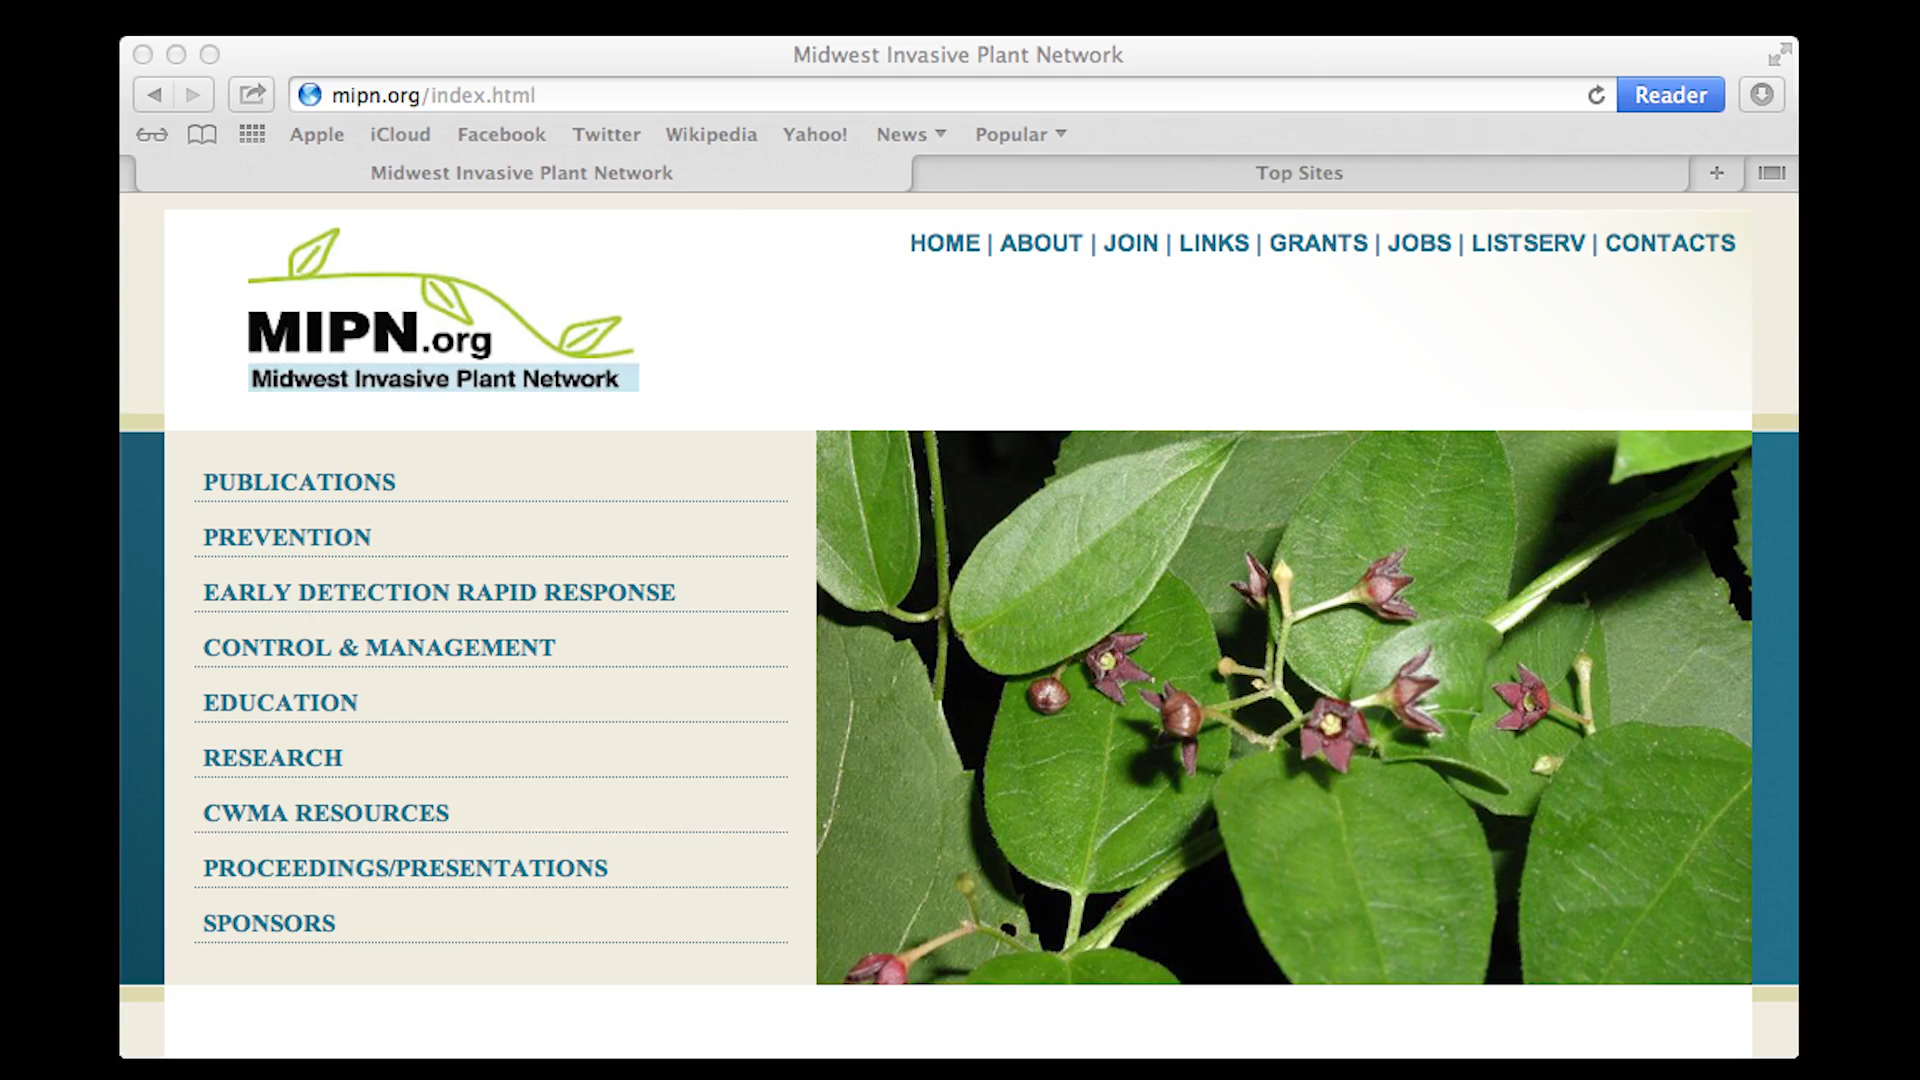 Midwest Invasive Plant Network
mipn.org/index.html
Reader
Apple iCloud Facebook Twitter Wikipedia Yahoo! News Popular
Midwest Invasive Plant Network Top Sites
HOME | ABOUT | JOIN | LINKS | GRANTS | JOBS | LISTSERV | CONTACTS
MIPN.org
Midwest Invasive Plant Network
PUBLICATIONS
PREVENTION
EARLY DETECTION RAPID RESPONSE
CONTROL & MANAGEMENT
EDUCATION
RESEARCH
CWMA RESOURCES
PROCEEDINGS/PRESENTATIONS
SPONSORS